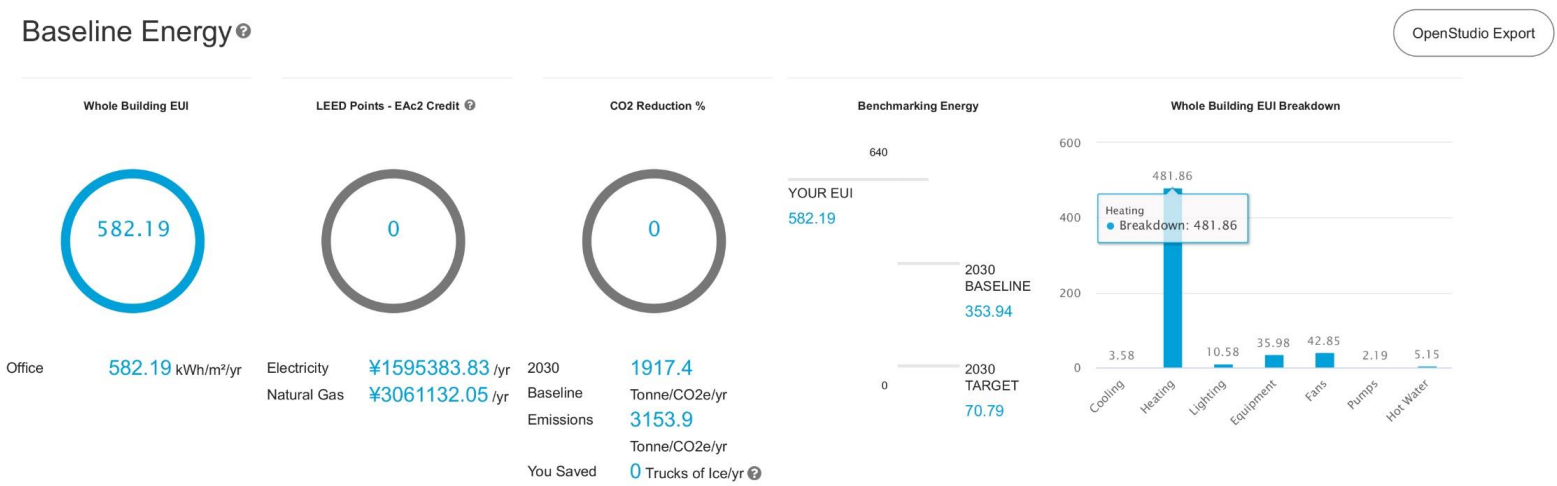 Baseline Energy ?
OpenStudio Export
Whole Building EUI
582.19
Office 582.19 kWh/m²/yr
LEED Points - EAc2 Credit ?
0
Electricity ¥1595383.83 /yr
Natural Gas ¥3061132.05 /yr
CO2 Reduction %
0
2030 1917.4
Baseline Tonne/CO2e/yr
Emissions 3153.9
Tonne/CO2e/yr
You Saved 0 Trucks of Ice/yr ?
Benchmarking Energy
640
YOUR EUI
582.19
2030
BASELINE
353.94
2030
TARGET
0
70.79
Whole Building EUI Breakdown
600
400
200
0
481.86
Heating
Breakdown: 481.86
3.58
10.58
35.98
42.85
2.19
5.15
Cooling
Heating
Lighting
Equipment
Fans
Pumps
Hot Water